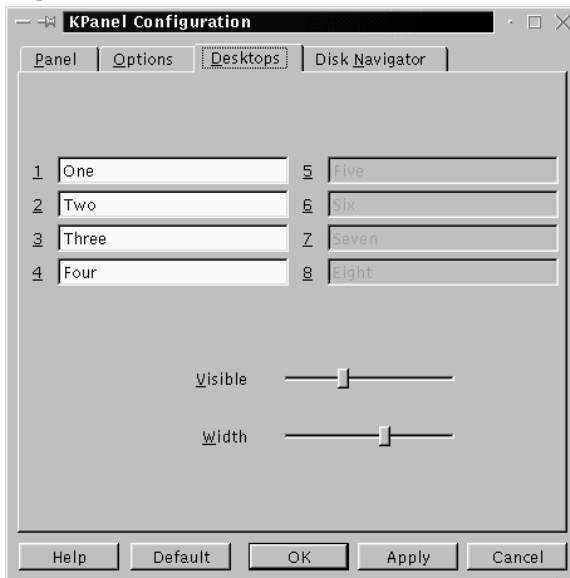 KPanel Configuration
Panel Options Desktops Disk Navigator
1 One 5 Five
2 Two 6 Six
3 Three 7 Seven
4 Four 8 Eight
Visible
Width
Help Default OK Apply Cancel